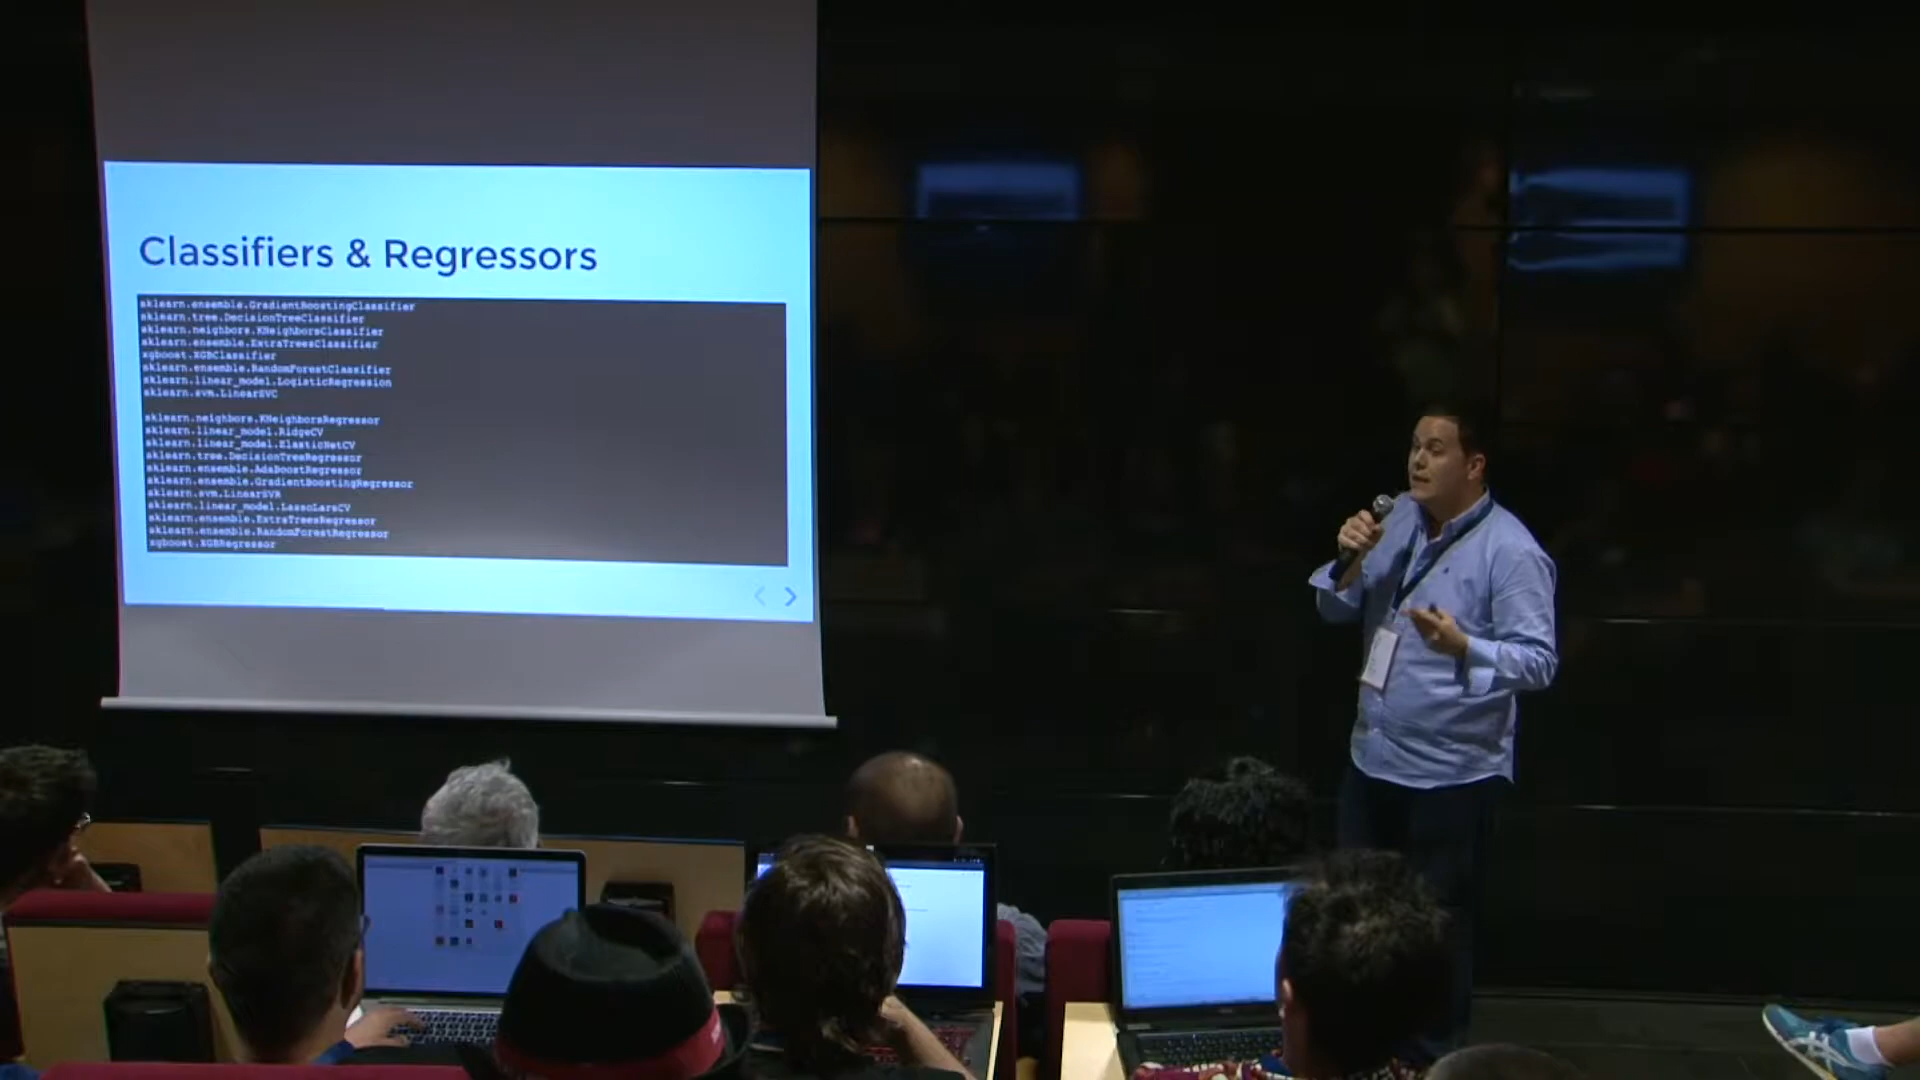 Classifiers & Regressors
sklearn.ensemble.GradientBoostingClassifier
sklearn.tree.DecisionTreeClassifier
sklearn.neighbors.KNeighborsClassifier
sklearn.ensemble.ExtraTreesClassifier
xgboost.XGBClassifier
sklearn.ensemble.RandomForestClassifier
sklearn.linear_model.LogisticRegression
sklearn.svm.LinearSVC
sklearn.neighbors.KNeighborsRegressor
sklearn.linear_model.RidgeCV
sklearn.linear_model.ElasticNetCV
sklearn.tree.DecisionTreeRegressor
sklearn.ensemble.AdaBoostRegressor
sklearn.ensemble.GradientBoostingRegressor
sklearn.svm.LinearSVR
sklearn.linear_model.LassoLarsCV
sklearn.ensemble.ExtraTreesRegressor
sklearn.ensemble.RandomForestRegressor
xgboost.XGBRegressor